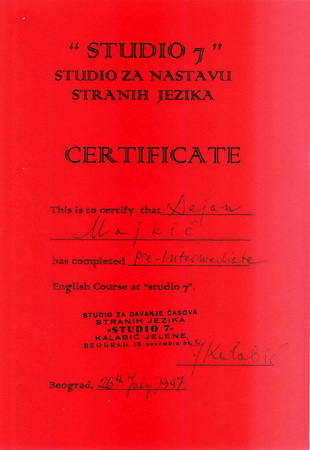 “ STUDIO 7 ”
STUDIO ZA NASTAVU
STRANIH JEZIKA
CERTIFICATE
This is to certify that Dejan
Majkić
has completed Pre-Intermediate
English Course at "studio 7".
STUDIO ZA DAVANJE ČASOVA
STRANIH JEZIKA
»STUDIO 7«
KALABIĆ JELENE
BEOGRAD, 29. novembra
JKalabić
Beograd, 26th July, 1997